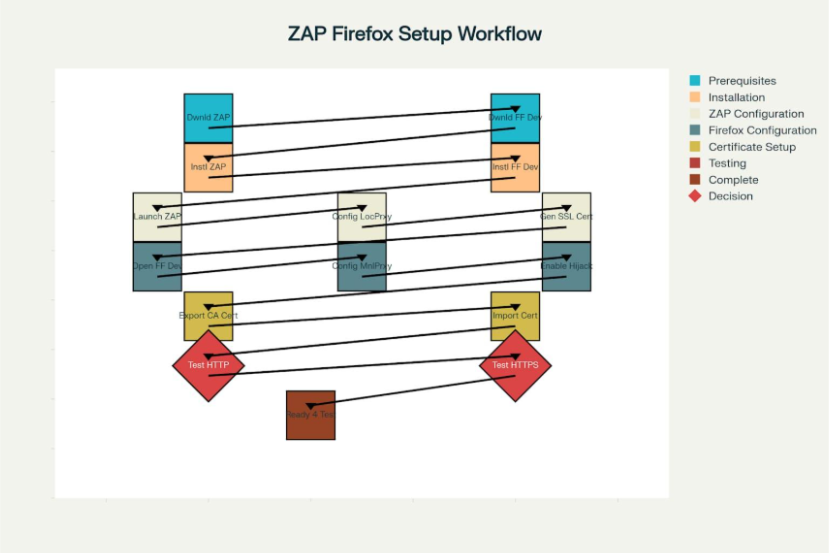 ZAP Firefox Setup Workflow
Dwnld ZAP
Dwnld FF Dev
Instl ZAP
Instl FF Dev
Launch ZAP
Config LocPrxy
Gen SSL Cert
Open FF Dev
Config MnlPrxy
Enable Hijack
Export CA Cert
Import Cert
Test HTTP
Test HTTPS
Ready 4 Test
Prerequisites
Installation
ZAP Configuration
Firefox Configuration
Certificate Setup
Testing
Complete
Decision